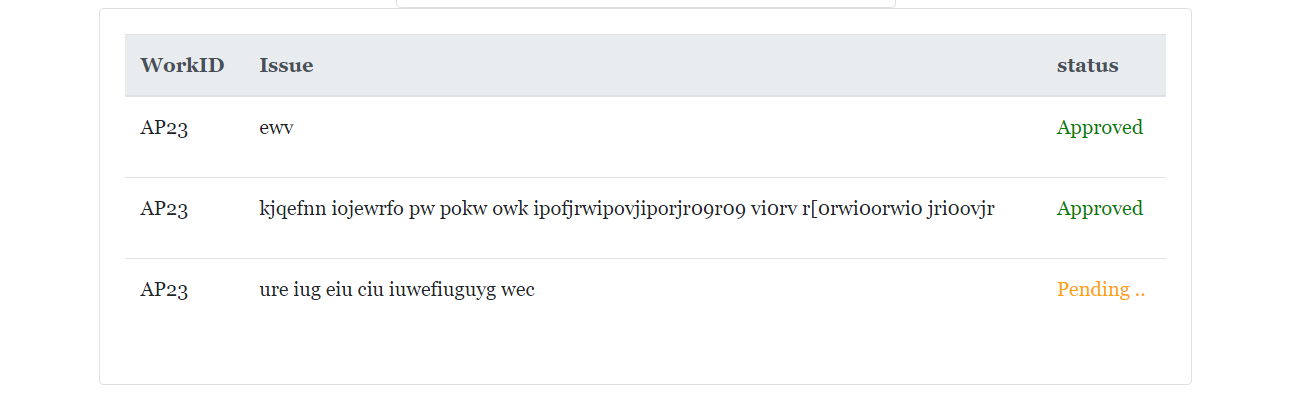 WorkID Issue status
AP23 ewv Approved
AP23 kjqefnn iojewrfo pw pokw owk ipofjrwipovjiporjr09r09 vi0rv r[0rwi0orwi0 jri0ovjr
Approved
AP23 ure iug eiu ciu iuwefiuguyg wec Pending ..